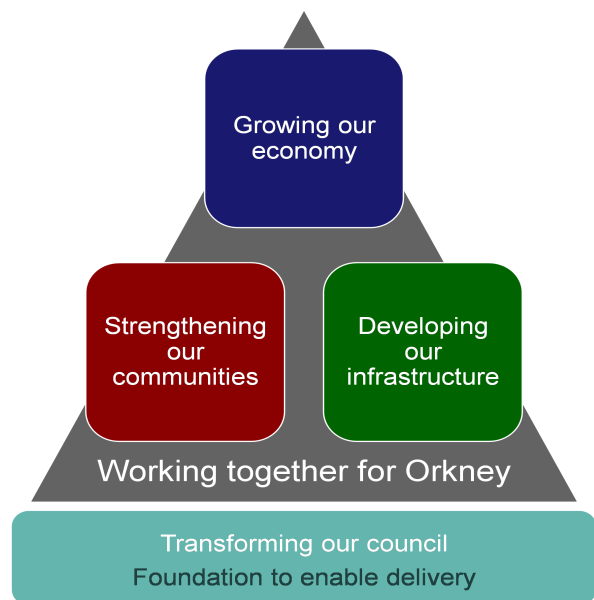 Growing our
economy
Strengthening
our
communities
Developing
our
infrastructure
Working together for Orkney
Transforming our council
Foundation to enable delivery